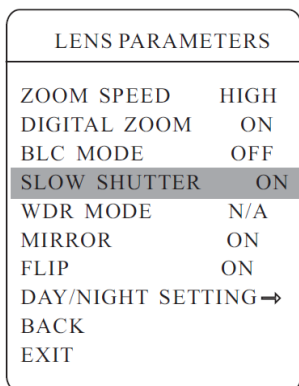 LENS PARAMETERS
ZOOM SPEED HIGH
DIGITAL ZOOM ON
BLC MODE OFF
SLOW SHUTTER ON
WDR MODE N/A
MIRROR ON
FLIP ON
DAY/NIGHT SETTING→
BACK
EXIT